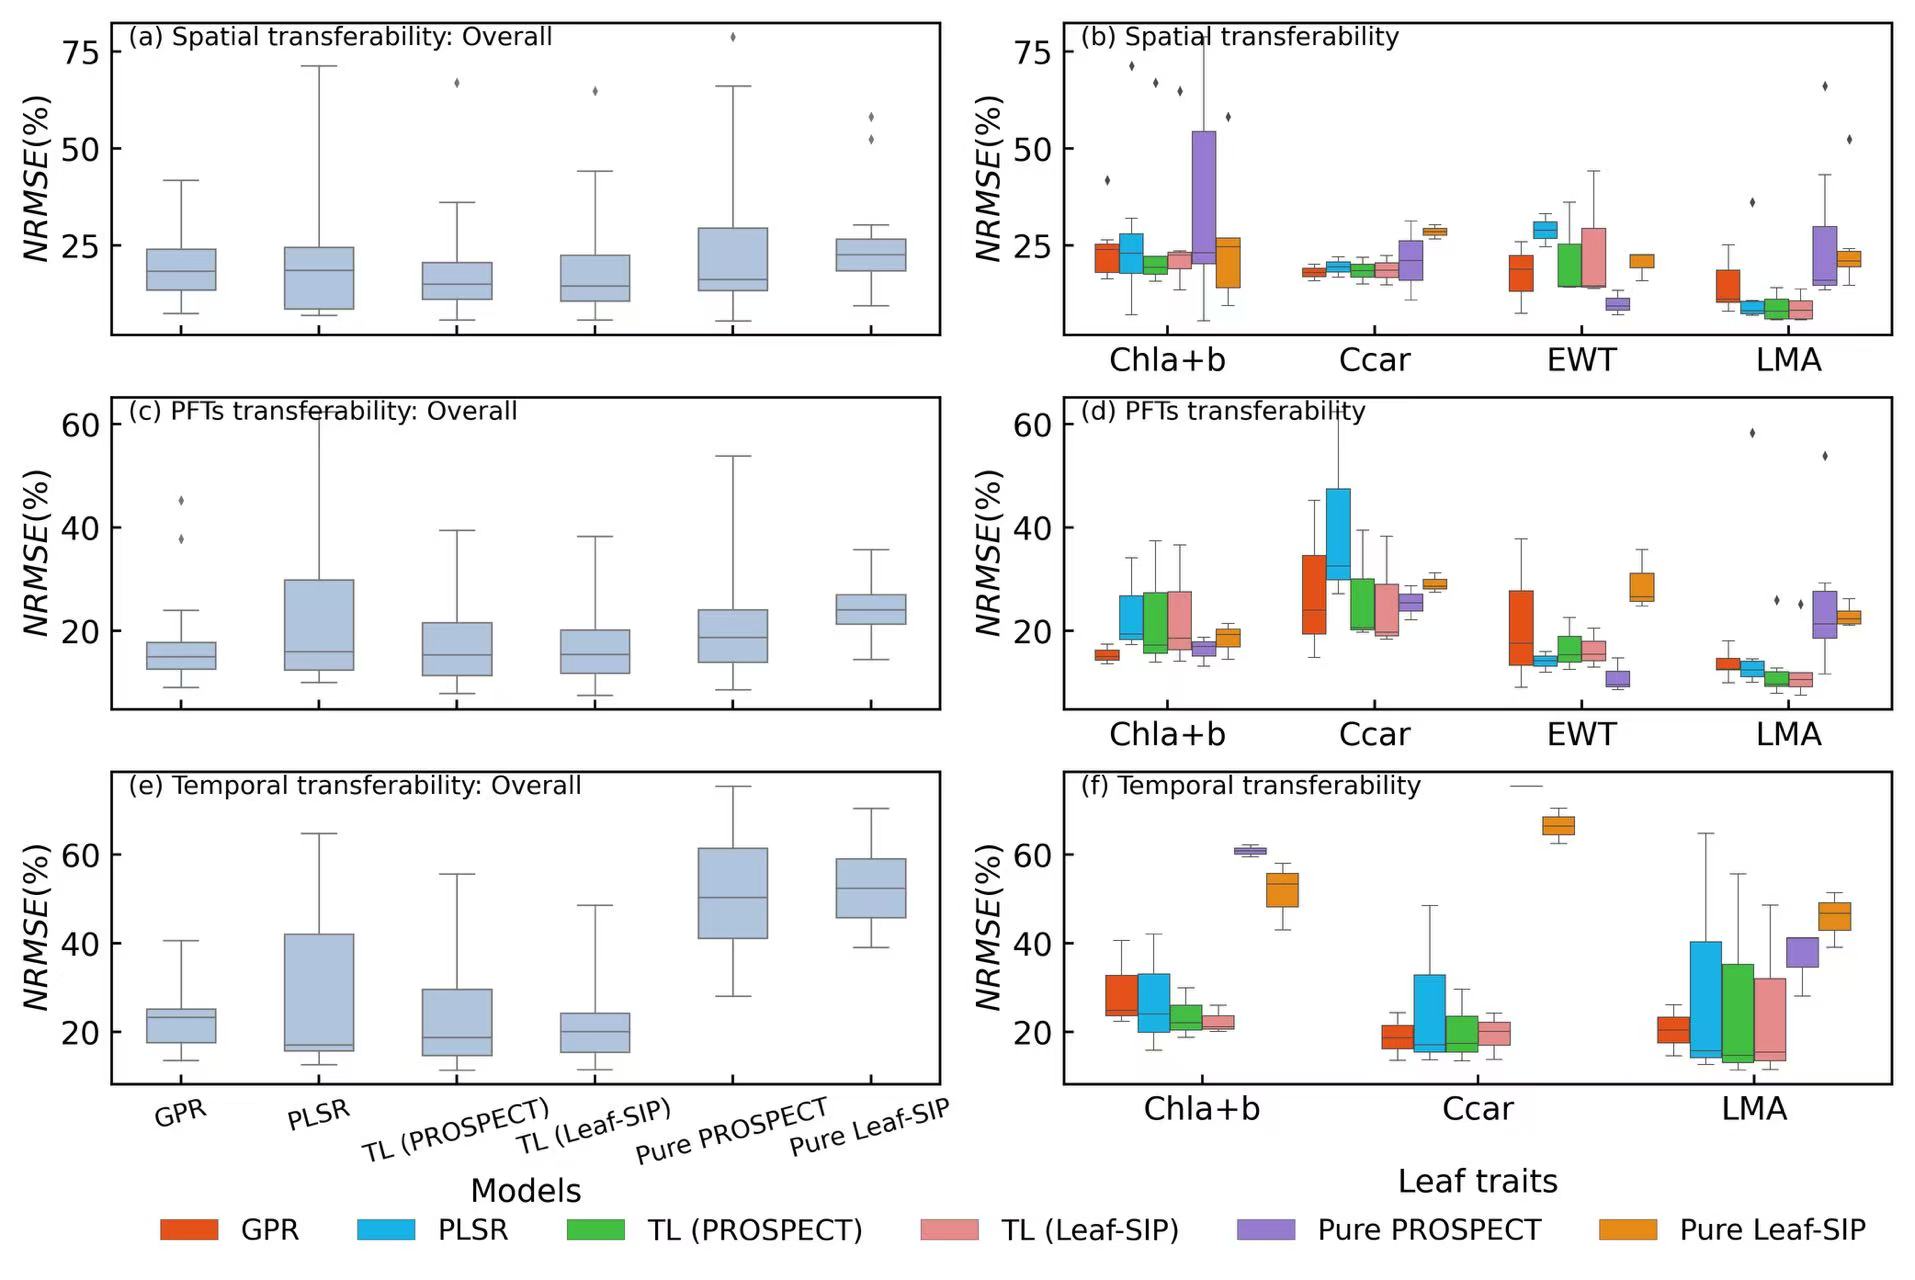 (a) Spatial transferability: Overall
NRMSE(%)
75
50
25
(b) Spatial transferability
NRMSE(%)
75
50
25
Chla+b Ccar EWT LMA
(c) PFTs transferability: Overall
NRMSE(%)
60
40
20
(d) PFTs transferability
NRMSE(%)
60
40
20
Chla+b Ccar EWT LMA
(e) Temporal transferability: Overall
NRMSE(%)
60
40
20
GPR PLSR TL (PROSPECT) TL (Leaf-SIP) Pure PROSPECT Pure Leaf-SIP
Models
(f) Temporal transferability
NRMSE(%)
60
40
20
Chla+b Ccar LMA
Leaf traits
GPR PLSR TL (PROSPECT) TL (Leaf-SIP) Pure PROSPECT Pure Leaf-SIP